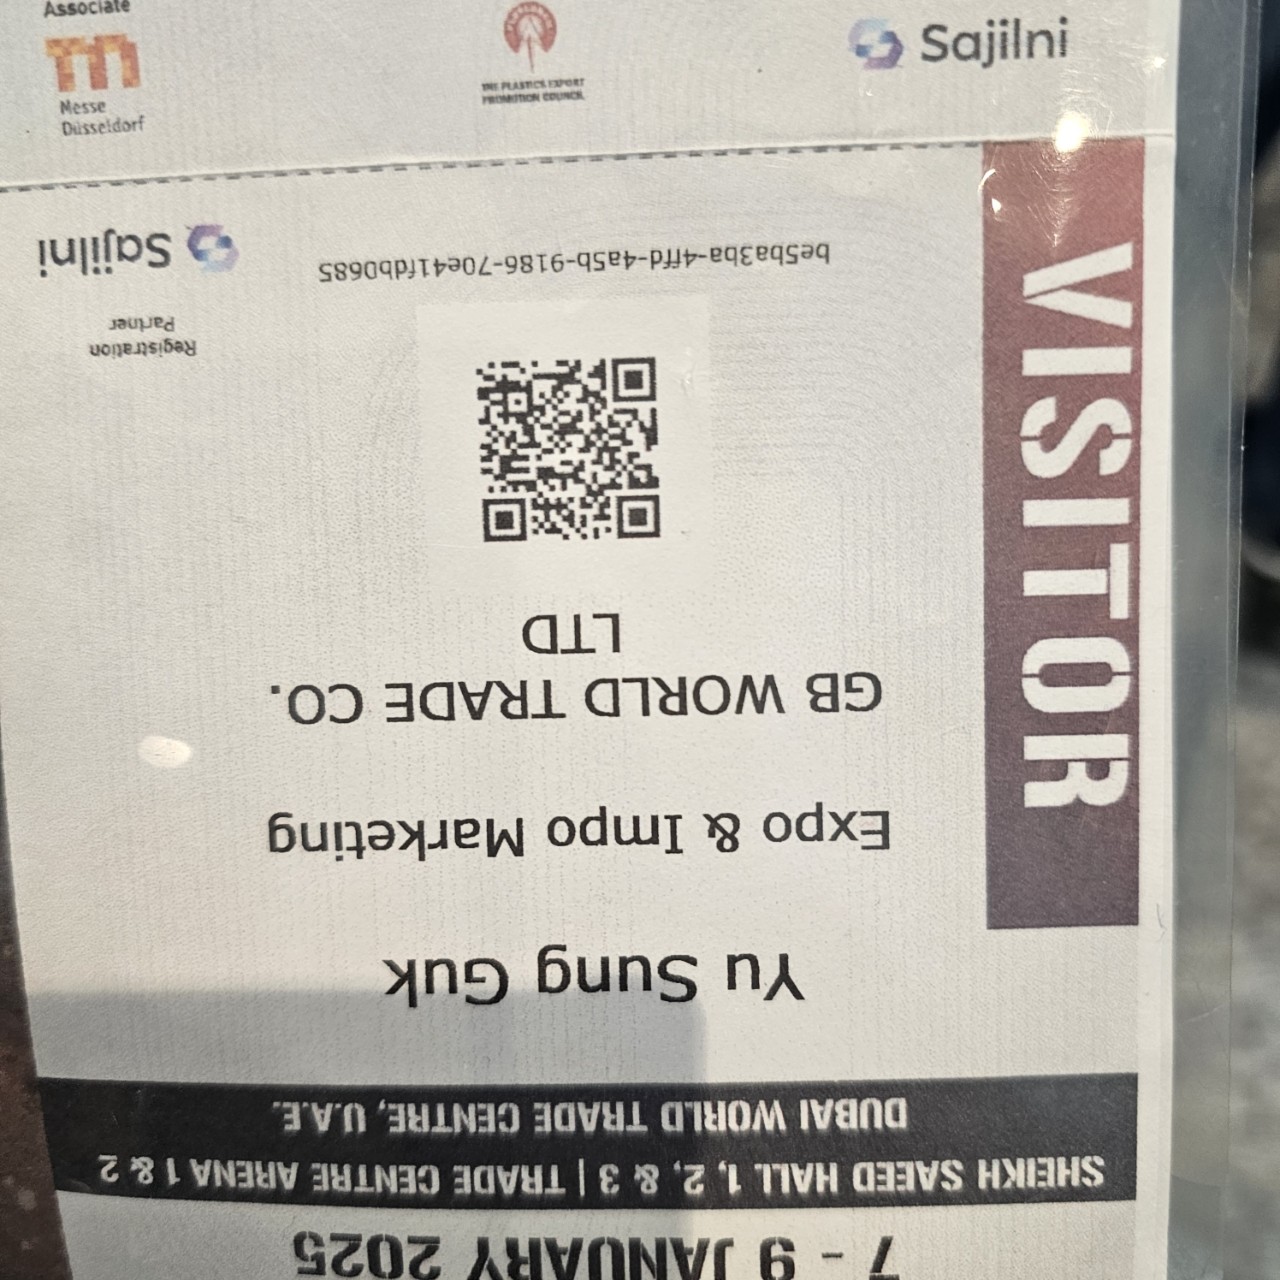 7 - 9 JANUARY 2025
SHEIKH SAEED HALL 1, 2, & 3 | TRADE CENTRE ARENA 1 & 2
DUBAI WORLD TRADE CENTRE, U.A.E.
Yu Sung Guk
Expo & Impo Marketing
GB WORLD TRADE CO.
LTD
be5ba3ba-4ffd-4a5b-9186-70e41fdb0685
Registration
Partner
Sajilni
VISITOR
Associate
Messe
Düsseldorf
THE PLASTICS EXPORT
PROMOTION COUNCIL
Sajilni